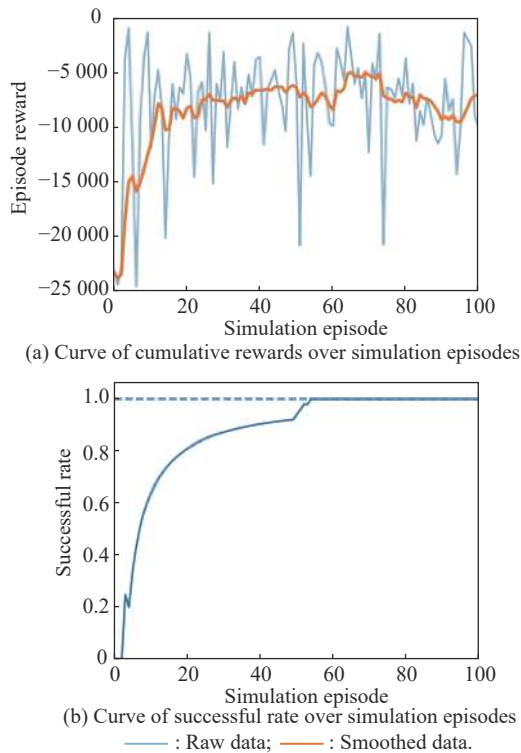 0
−5 000
−10 000
−15 000
−20 000
−25 000
Episode reward
0 20 40 60 80 100
Simulation episode
(a) Curve of cumulative rewards over simulation episodes
1.0
0.8
0.6
0.4
0.2
0
Successful rate
0 20 40 60 80 100
Simulation episode
(b) Curve of successful rate over simulation episodes
: Raw data; : Smoothed data.